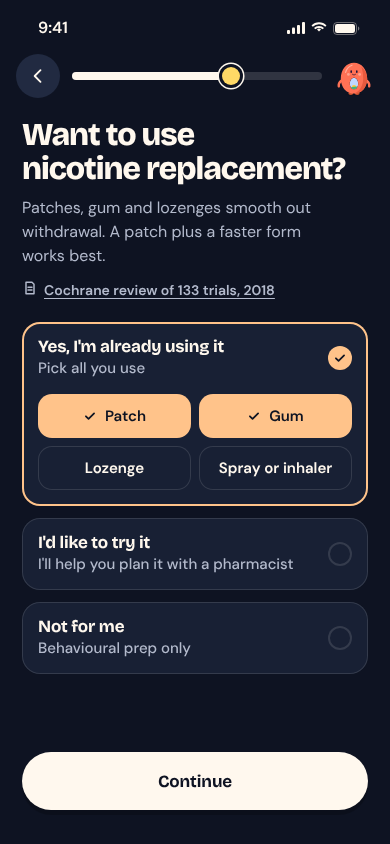 9:41
Want to use
nicotine replacement?
Patches, gum and lozenges smooth out
withdrawal. A patch plus a faster form
works best.
Cochrane review of 133 trials, 2018
Yes, I'm already using it
Pick all you use
Patch
Gum
Lozenge
Spray or inhaler
I'd like to try it
I'll help you plan it with a pharmacist
Not for me
Behavioural prep only
Continue